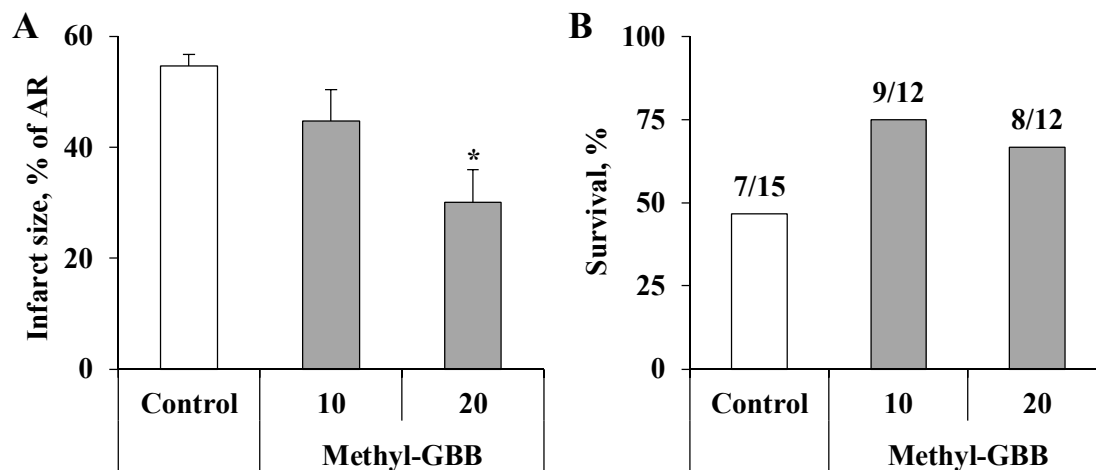 A
Infarct size, % of AR
60
40
20
0
Control
10
20
Methyl-GBB
*
B
Survival, %
100
75
50
25
0
7/15
9/12
8/12
Control
10
20
Methyl-GBB